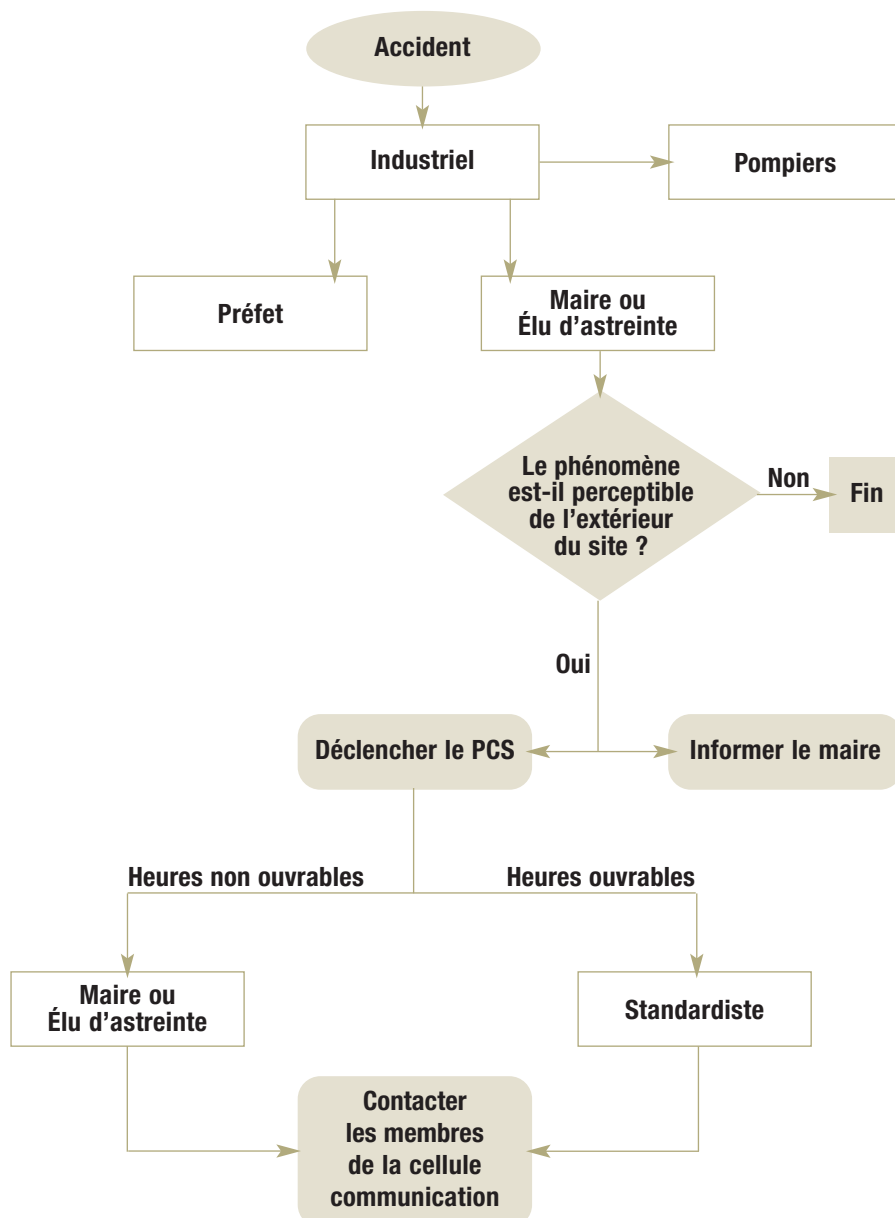 Accident
Industriel
Pompiers
Préfet
Maire ou
Élu d'astreinte
Le phénomène
est-il perceptible
de l'extérieur
du site ?
Non
Fin
Oui
Déclencher le PCS
Informer le maire
Heures non ouvrables
Heures ouvrables
Maire ou
Élu d'astreinte
Standardiste
Contacter
les membres
de la cellule
communication